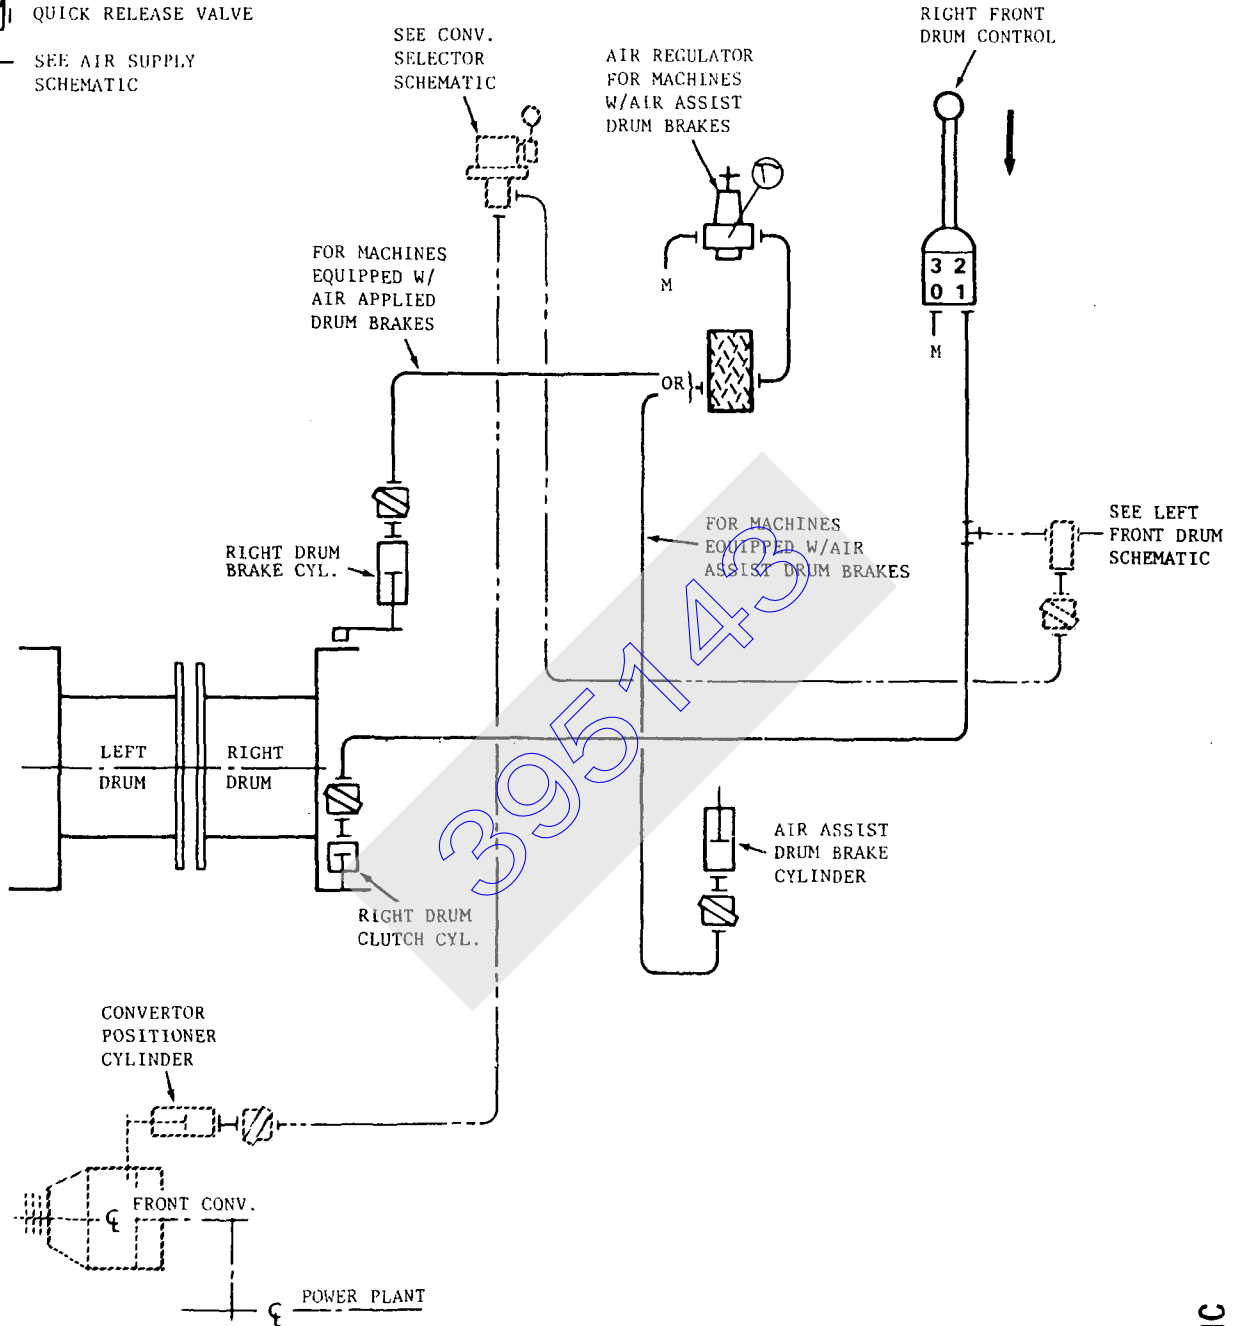 QUICK RELEASE VALVE
SEE AIR SUPPLY
SCHEMATIC
SEE CONV.
SELECTOR
SCHEMATIC
AIR REGULATOR
FOR MACHINES
W/AIR ASSIST
DRUM BRAKES
RIGHT FRONT
DRUM CONTROL
FOR MACHINES
EQUIPPED W/
AIR APPLIED
DRUM BRAKES
M
3 2
0 1
M
OR
FOR MACHINES
EQUIPPED W/AIR
ASSIST DRUM BRAKES
SEE LEFT
FRONT DRUM
SCHEMATIC
RIGHT DRUM
BRAKE CYL.
395143
LEFT
DRUM
RIGHT
DRUM
AIR ASSIST
DRUM BRAKE
CYLINDER
RIGHT DRUM
CLUTCH CYL.
CONVERTOR
POSITIONER
CYLINDER
FRONT CONV.
POWER PLANT